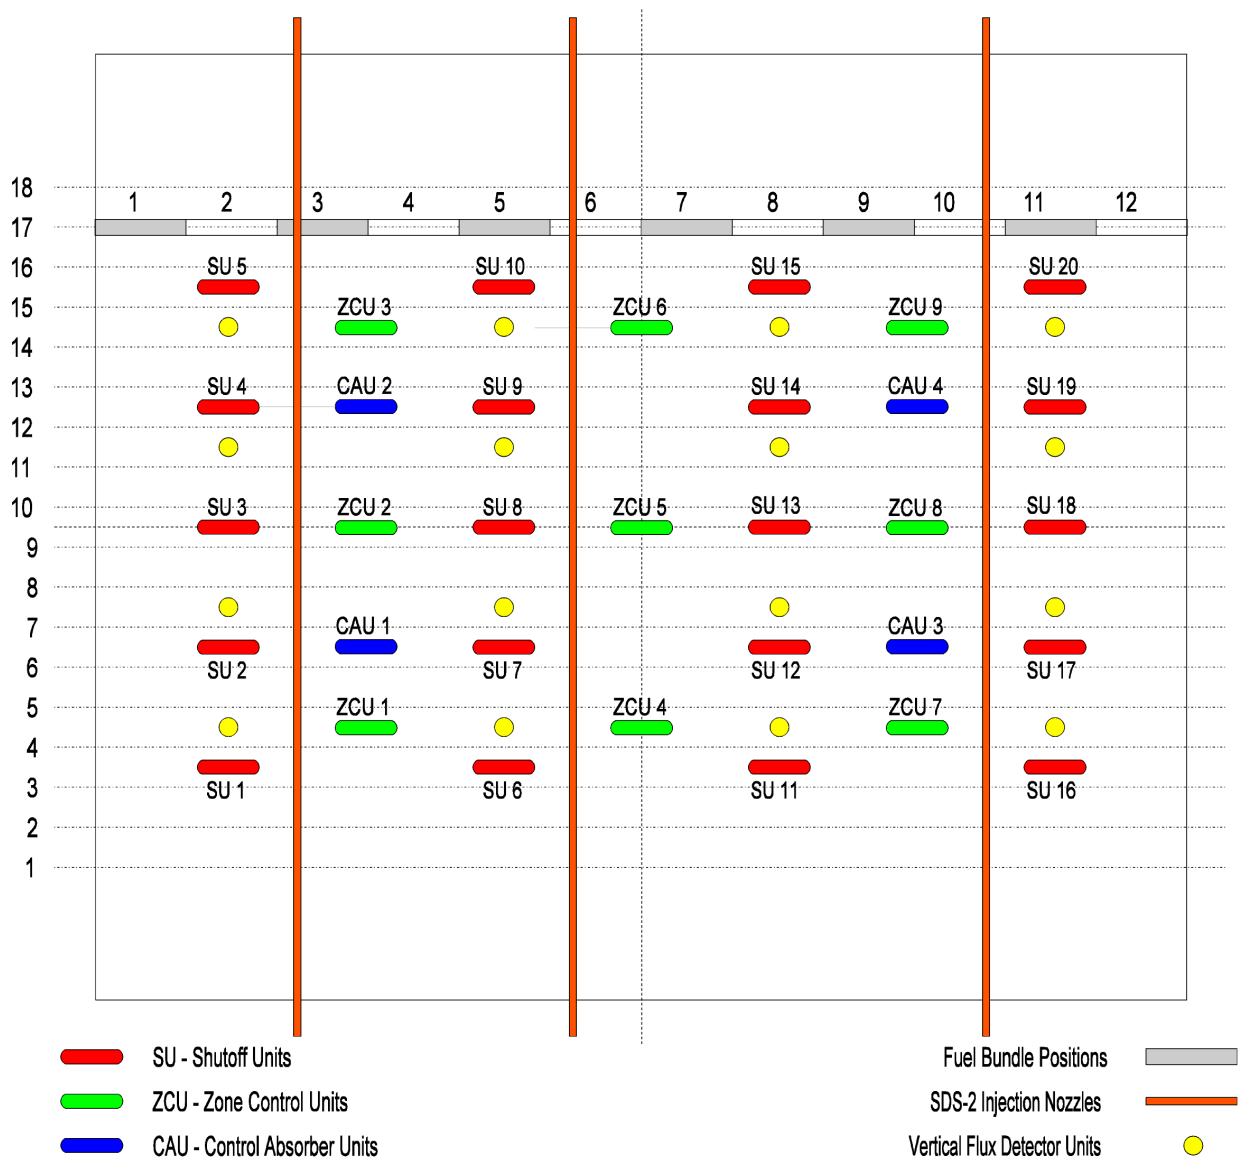 18
1 2 3 4 5 6 7 8 9 10 11 12
17
16 SU 5 SU 10 SU 15 SU 20
15 ZCU 3 ZCU 6 ZCU 9
14
13 SU 4 CAU 2 SU 9 SU 14 CAU 4 SU 19
12
11
10 SU 3 ZCU 2 SU 8 ZCU 5 SU 13 ZCU 8 SU 18
9
8
7 CAU 1 CAU 3
6 SU 2 SU 7 SU 12 SU 17
5 ZCU 1 ZCU 4 ZCU 7
4
3 SU 1 SU 6 SU 11 SU 16
2
1
SU - Shutoff Units
ZCU - Zone Control Units
CAU - Control Absorber Units
Fuel Bundle Positions
SDS-2 Injection Nozzles
Vertical Flux Detector Units